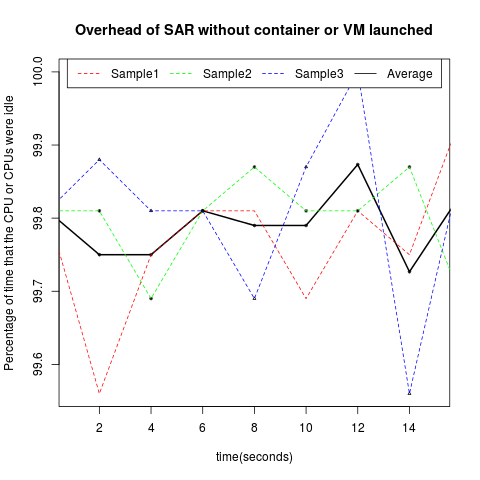 Overhead of SAR without container or VM launched
Sample1 Sample2 Sample3 Average
Percentage of time that the CPU or CPUs were idle
100.0
99.9
99.8
99.7
99.6
2 4 6 8 10 12 14
time(seconds)